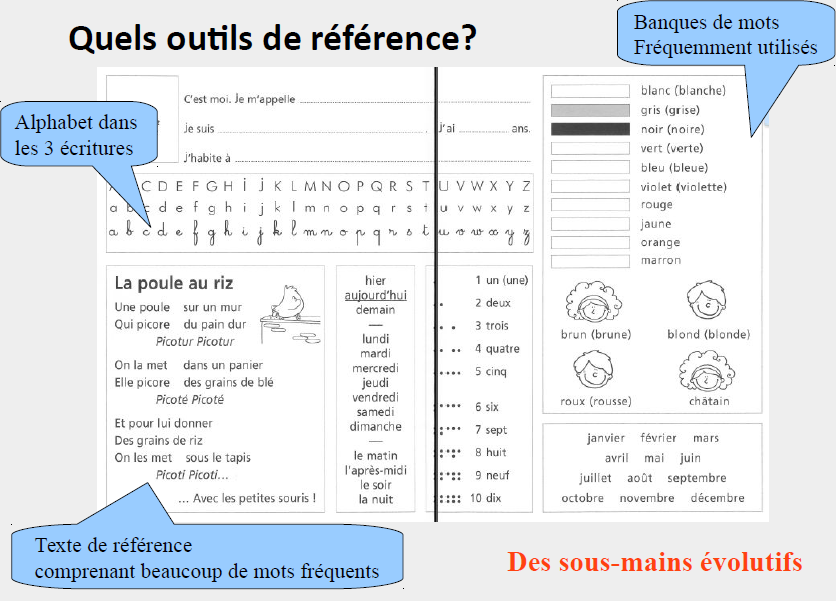 Quels outils de référence?
Banques de mots
Fréquemment utilisés
Alphabet dans
les 3 écritures
C'est moi. Je m'appelle
Je suis . J'ai ans.
J'habite à
C D E F G H I J K L M N O P Q R S T U V W X Y Z
a b c d e f g h i j k l m n o p q r s t u v w x y z
a b c d e f g h i j k l m n o p q r s t u v w x y z
La poule au riz
Une poule sur un mur
Qui picore du pain dur
Picotur Picotur
On la met dans un panier
Elle picore des grains de blé
Picoté Picoté
Et pour lui donner
Des grains de riz
On les met sous le tapis
Picoti Picoti...
... Avec les petites souris !
hier
aujourd'hui
demain
lundi
mardi
mercredi
jeudi
vendredi
samedi
dimanche
le matin
l'après-midi
le soir
la nuit
1 un (une)
2 deux
3 trois
4 quatre
5 cinq
6 six
7 sept
8 huit
9 neuf
10 dix
blanc (blanche)
gris (grise)
noir (noire)
vert (verte)
bleu (bleue)
violet (violette)
rouge
jaune
orange
marron
brun (brune) blond (blonde)
roux (rousse) châtain
janvier février mars
avril mai juin
juillet août septembre
octobre novembre décembre
Texte de référence
comprenant beaucoup de mots fréquents
Des sous-mains évolutifs